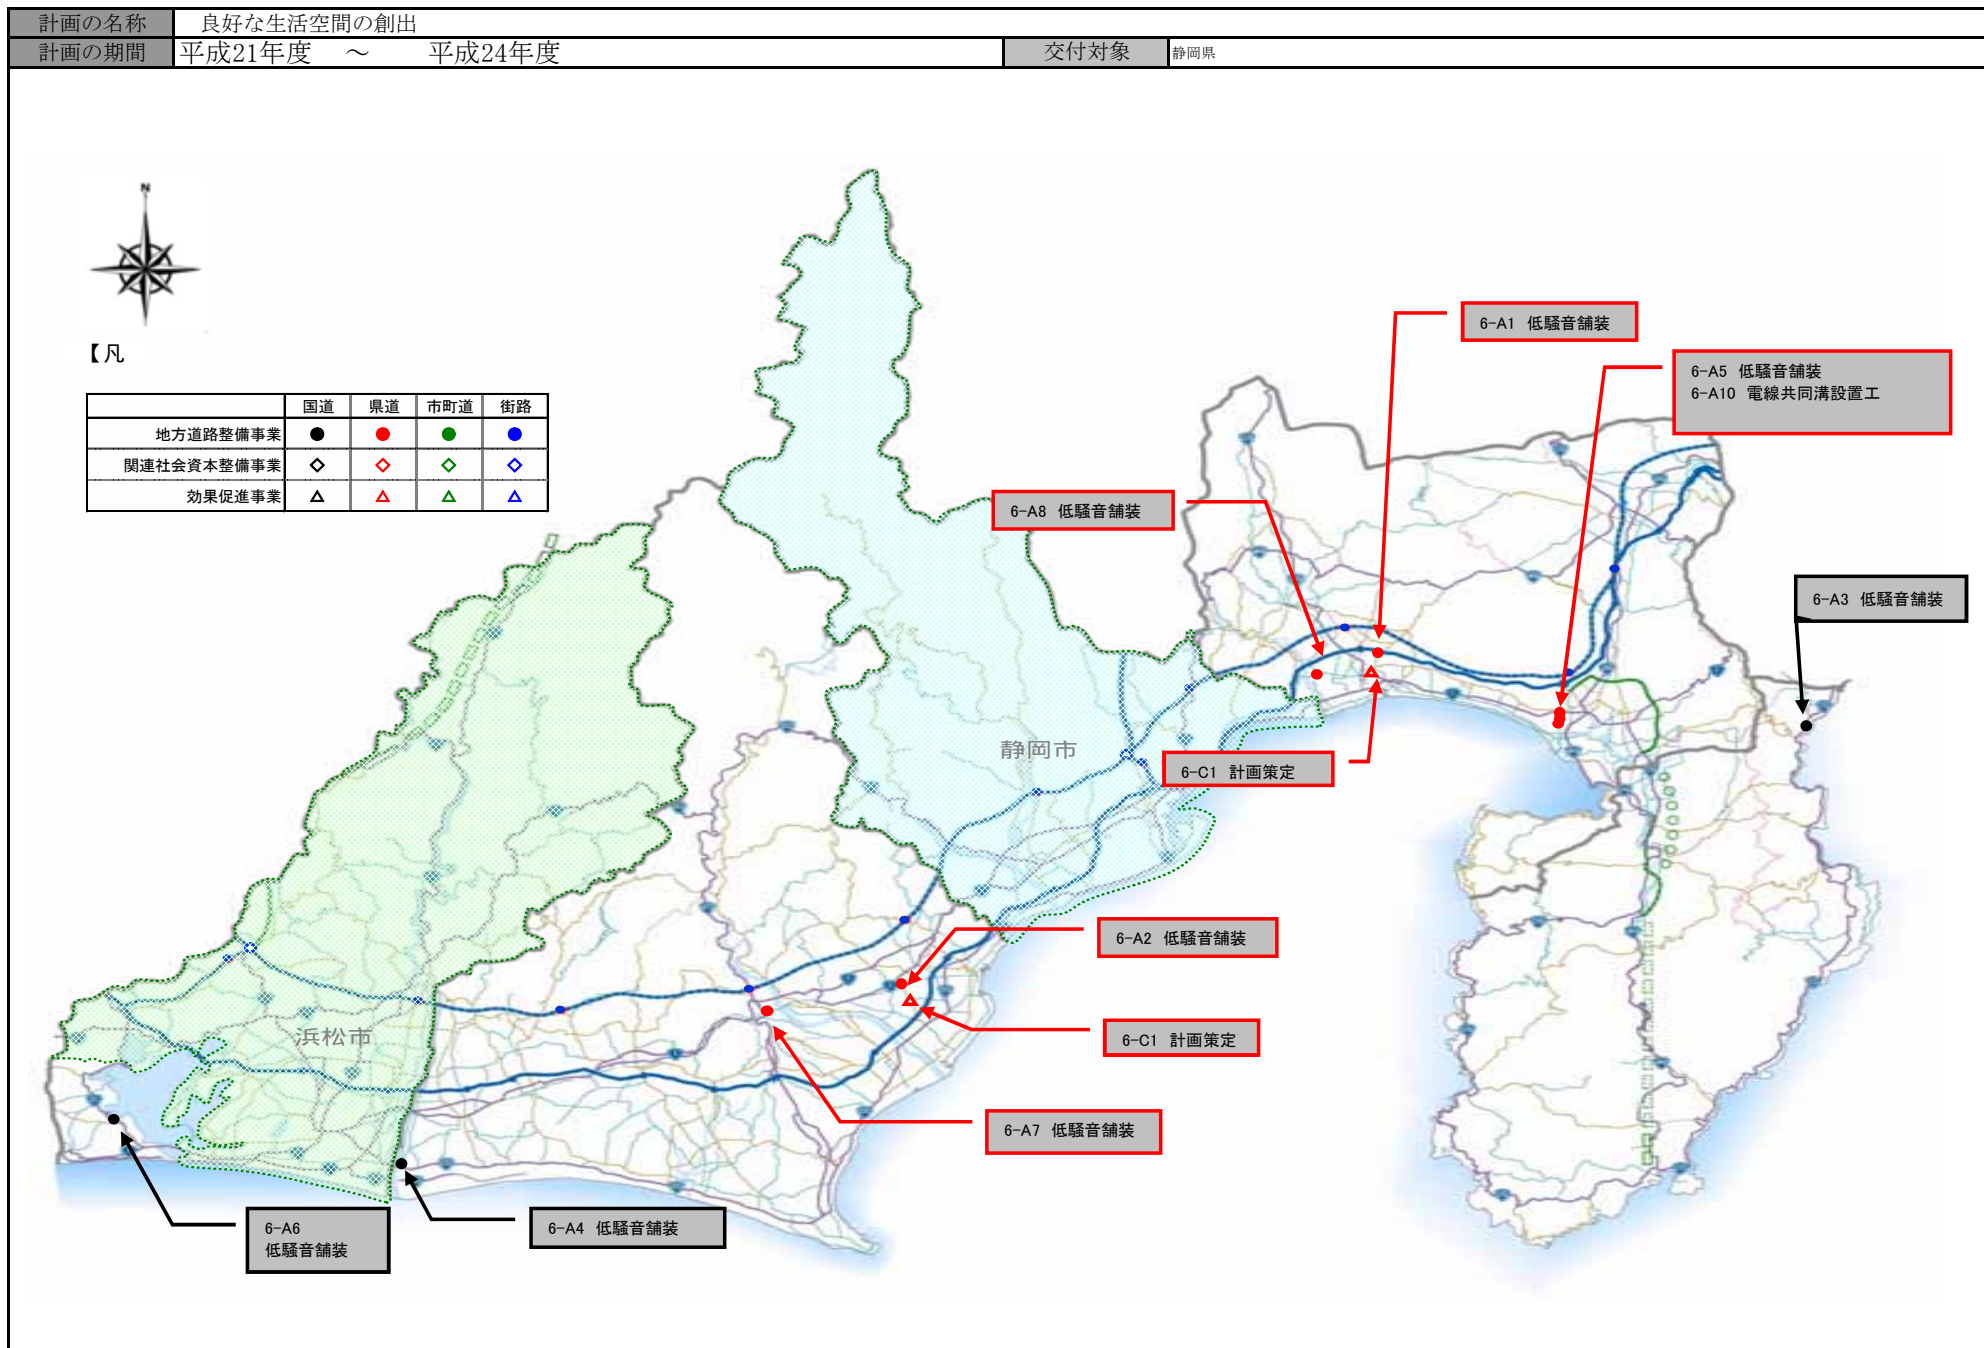 計画の名称 良好な生活空間の創出
計画の期間 平成21年度 ～ 平成24年度 交付対象 静岡県
N
【凡
国道 県道 市町道 街路
地方道路整備事業
関連社会資本整備事業
効果促進事業
6-A1 低騒音舗装
6-A5 低騒音舗装
6-A10 電線共同溝設置工
6-A8 低騒音舗装
6-A3 低騒音舗装
静岡市
6-C1 計画策定
6-A2 低騒音舗装
6-C1 計画策定
浜松市
6-A7 低騒音舗装
6-A6
低騒音舗装
6-A4 低騒音舗装